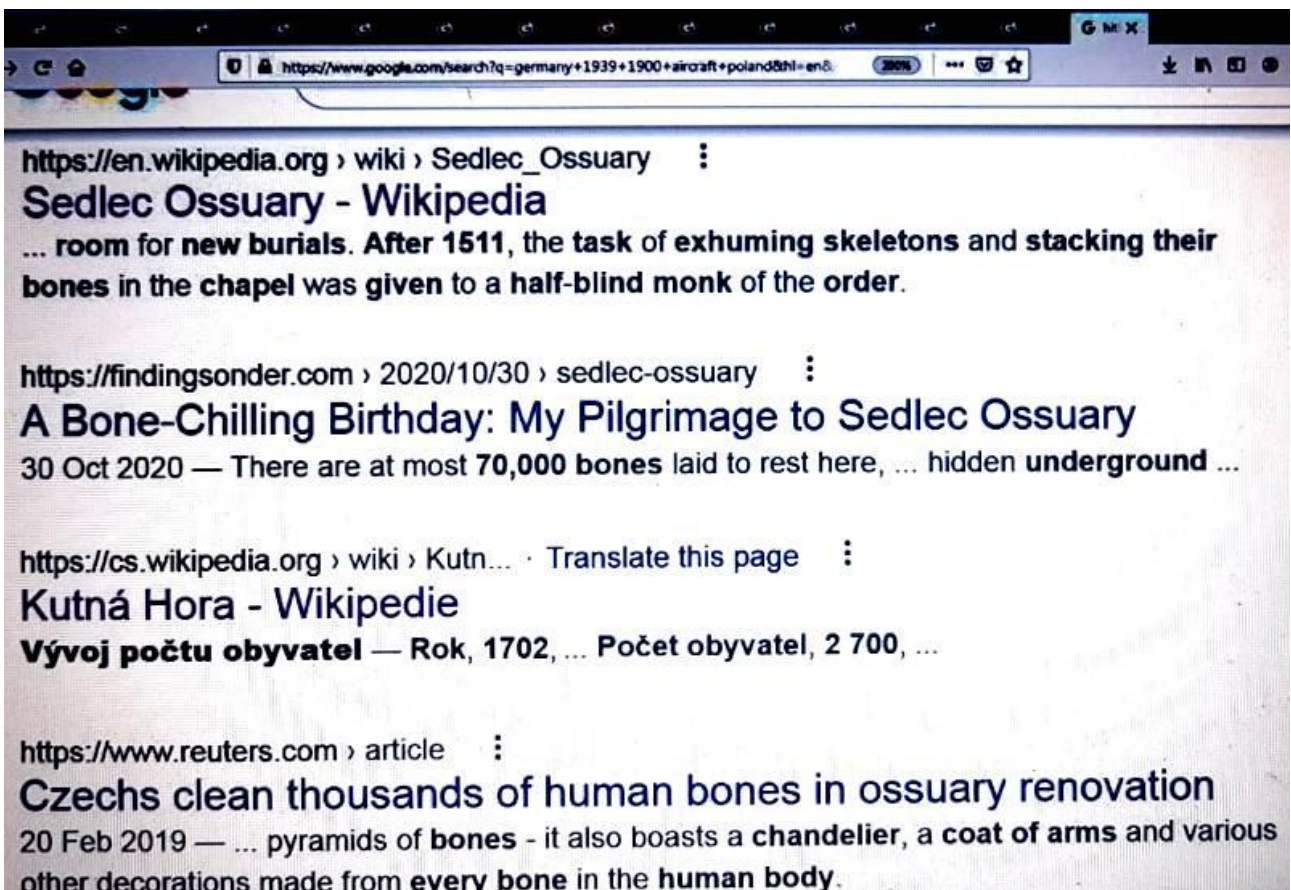 https://www.google.com/search?q=germany+1939+1900+aircraft+poland&hl=en&
200%
https://en.wikipedia.org › wiki › Sedlec_Ossuary
Sedlec Ossuary - Wikipedia
... room for new burials. After 1511, the task of exhuming skeletons and stacking their
bones in the chapel was given to a half-blind monk of the order.
https://findingsonder.com › 2020/10/30 › sedlec-ossuary
A Bone-Chilling Birthday: My Pilgrimage to Sedlec Ossuary
30 Oct 2020 — There are at most 70,000 bones laid to rest here, ... hidden underground ...
https://cs.wikipedia.org › wiki › Kutn... · Translate this page
Kutná Hora - Wikipedie
Vývoj počtu obyvatel — Rok, 1702, ... Počet obyvatel, 2 700, ...
https://www.reuters.com › article
Czechs clean thousands of human bones in ossuary renovation
20 Feb 2019 — ... pyramids of bones - it also boasts a chandelier, a coat of arms and various
other decorations made from every bone in the human body.